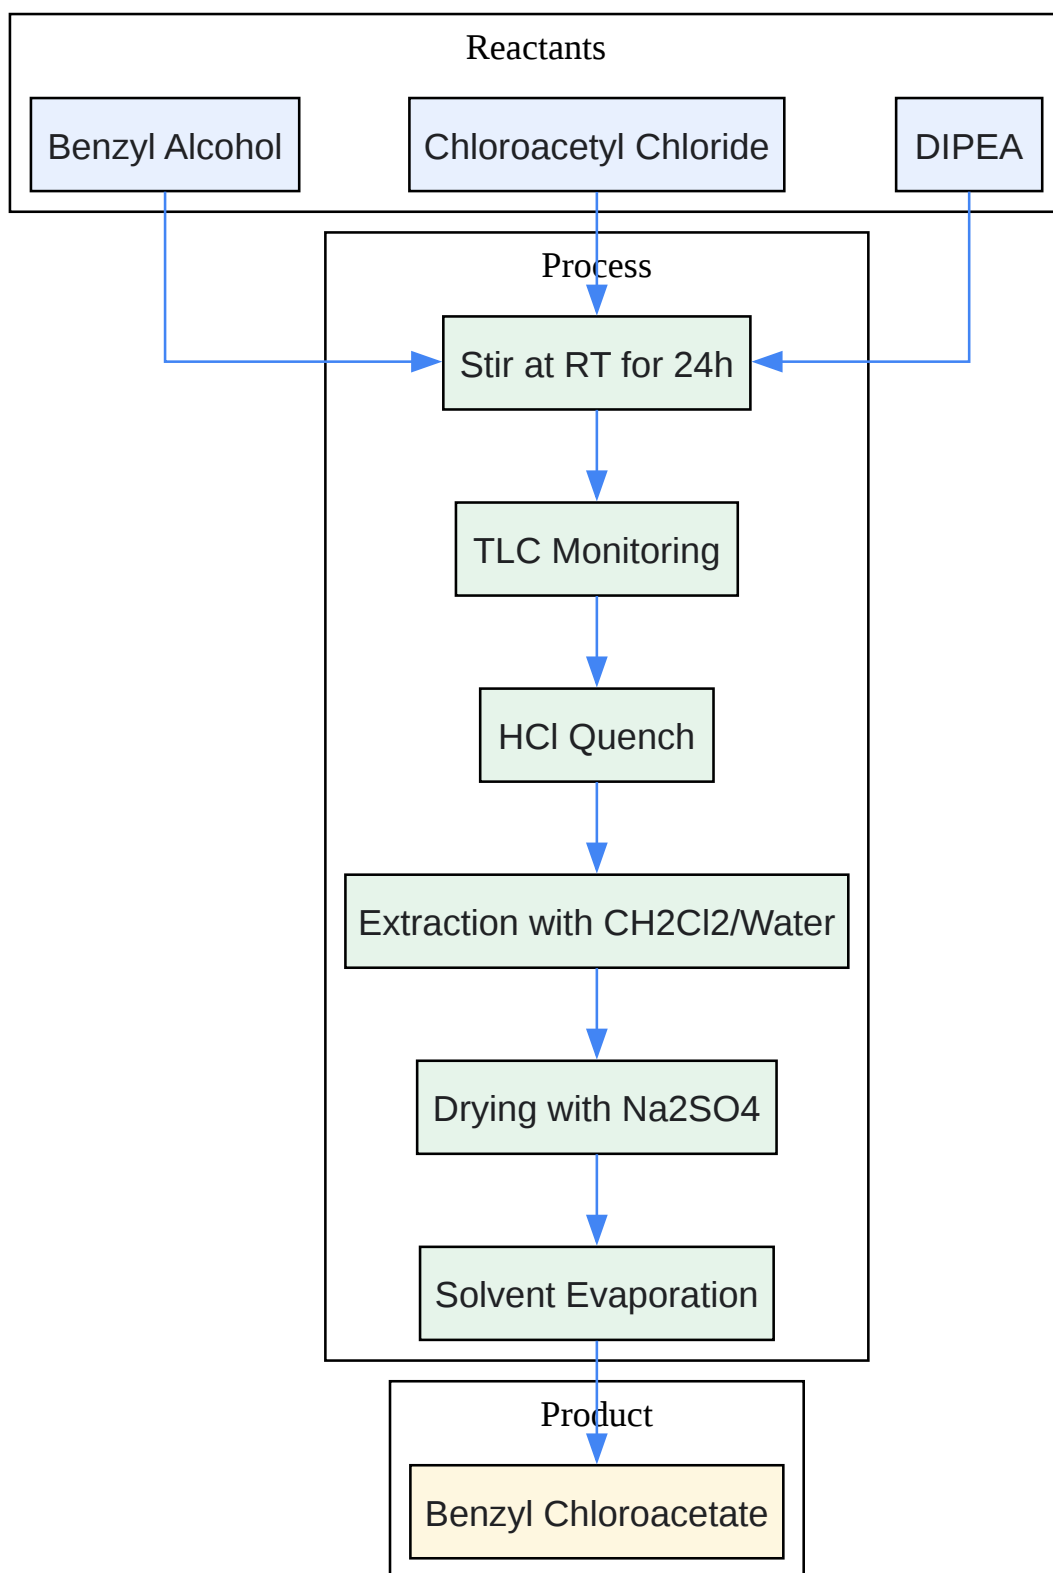 Reactants
Benzyl Alcohol
Chloroacetyl Chloride
DIPEA
Process
Stir at RT for 24h
TLC Monitoring
HCl Quench
Extraction with CH2Cl2/Water
Drying with Na2SO4
Solvent Evaporation
Product
Benzyl Chloroacetate